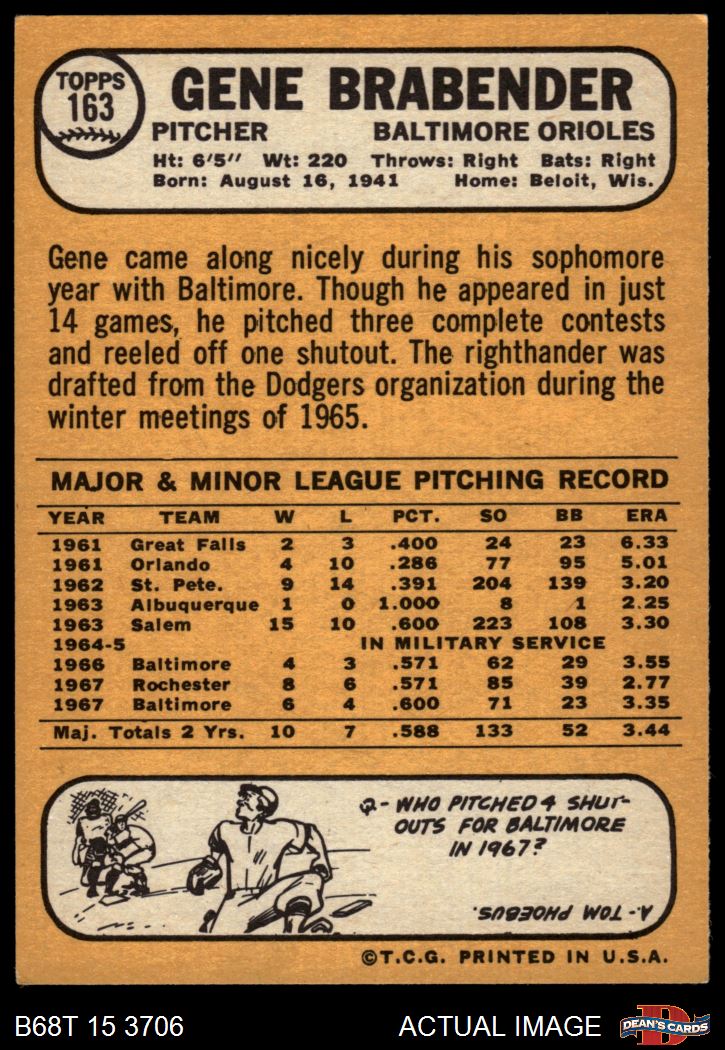 TOPPS
163
GENE BRABENDER
PITCHER BALTIMORE ORIOLES
Ht: 6'5" Wt: 220 Throws: Right Bats: Right
Born: August 16, 1941 Home: Beloit, Wis.
Gene came along nicely during his sophomore
year with Baltimore. Though he appeared in just
14 games, he pitched three complete contests
and reeled off one shutout. The righthander was
drafted from the Dodgers organization during the
winter meetings of 1965.
MAJOR & MINOR LEAGUE PITCHING RECORD
YEAR TEAM W L PCT. SO BB ERA
1961 Great Falls 2 3 .400 24 23 6.33
1961 Orlando 4 10 .286 77 95 5.01
1962 St. Pete. 9 14 .391 204 139 3.20
1963 Albuquerque 1 0 1.000 8 1 2.25
1963 Salem 15 10 .600 223 108 3.30
1964-5 IN MILITARY SERVICE
1966 Baltimore 4 3 .571 62 29 3.55
1967 Rochester 8 6 .571 85 39 2.77
1967 Baltimore 6 4 .600 71 23 3.35
Maj. Totals 2 Yrs. 10 7 .588 133 52 3.44
Q- WHO PITCHED 4 SHUT-
OUTS FOR BALTIMORE
IN 1967?
A- TOM PHOEBUS.
©T.C.G. PRINTED IN U.S.A.
B68T 15 3706 ACTUAL IMAGE D DEAN'S CARDS